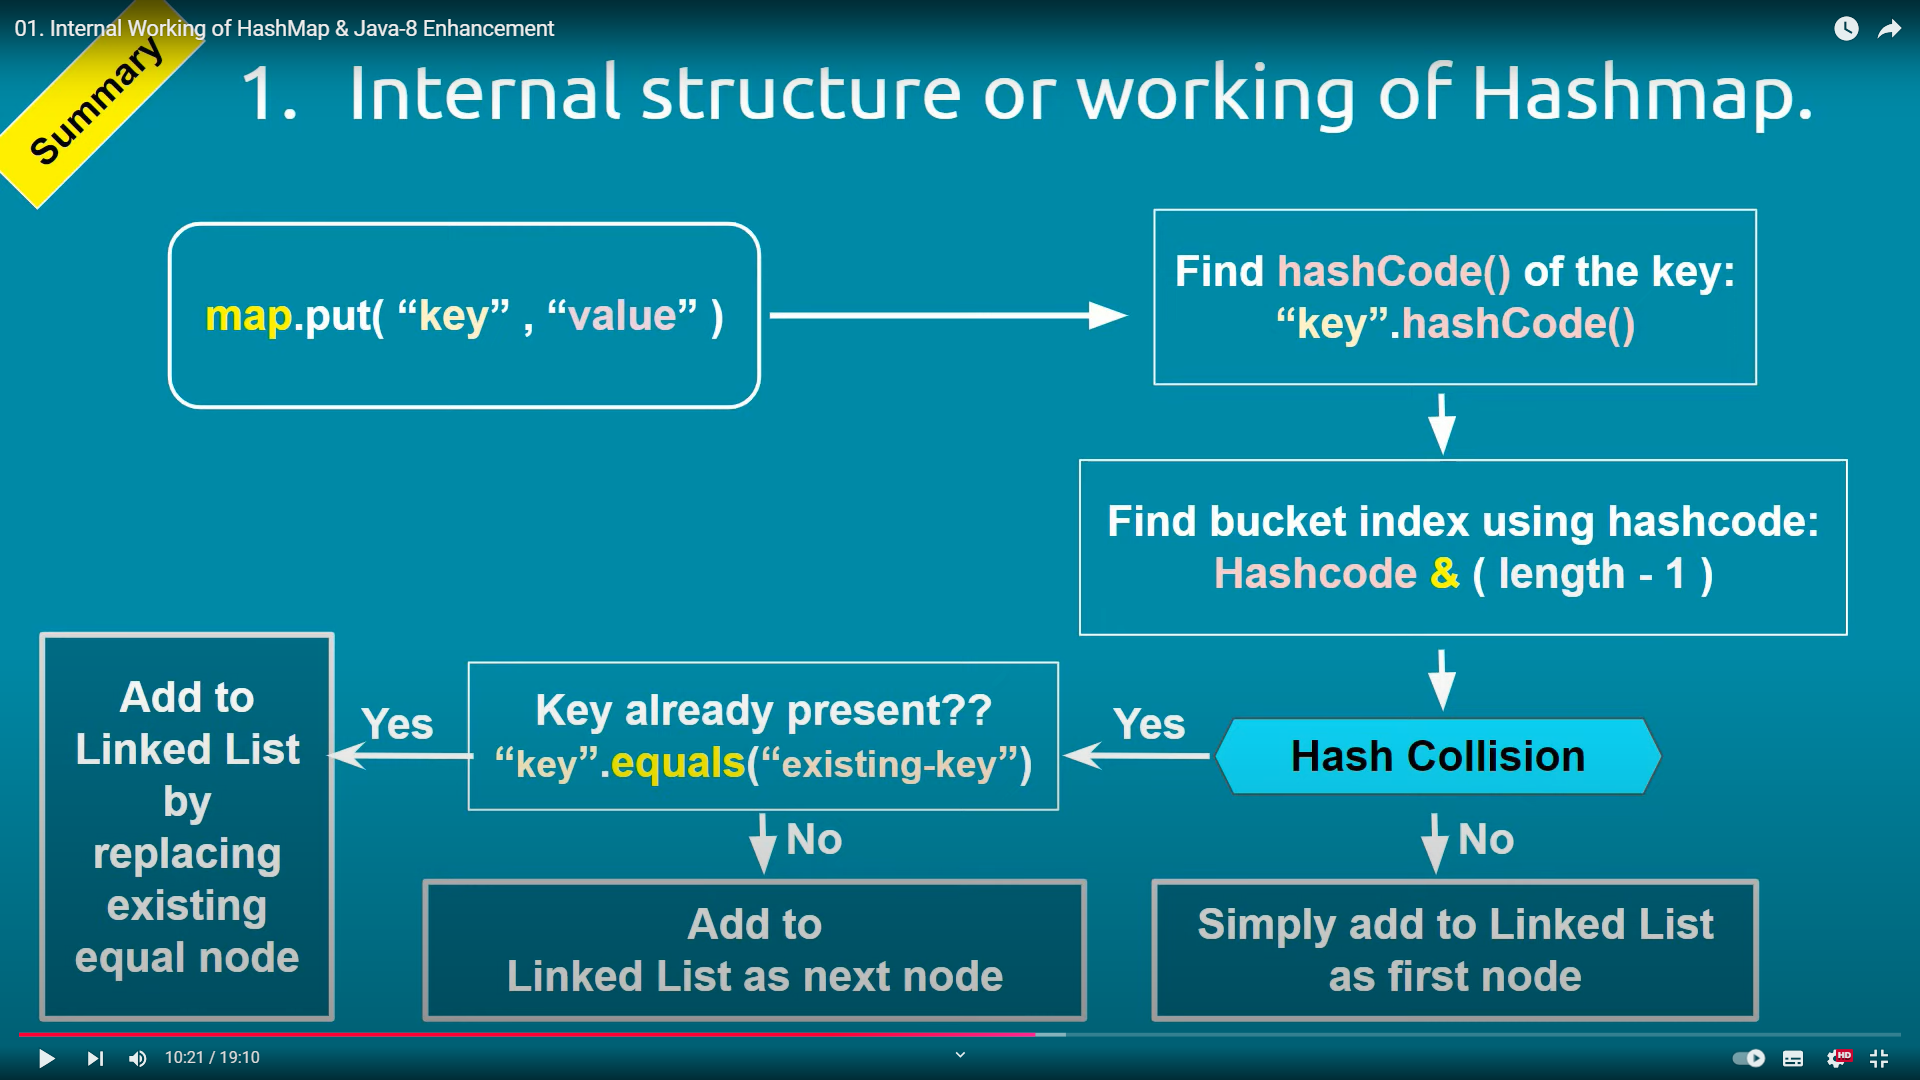 01. Internal Working of HashMap & Java-8 Enhancement
Summary
1. Internal structure or working of Hashmap.
map.put( “key” , “value” )
Find hashCode() of the key:
“key”.hashCode()
Find bucket index using hashcode:
Hashcode & ( length - 1 )
Hash Collision
Yes
Key already present??
“key”.equals(“existing-key”)
Yes
Add to
Linked List
by
replacing
existing
equal node
No
Add to
Linked List as next node
No
Simply add to Linked List
as first node
10:21 / 19:10
HD